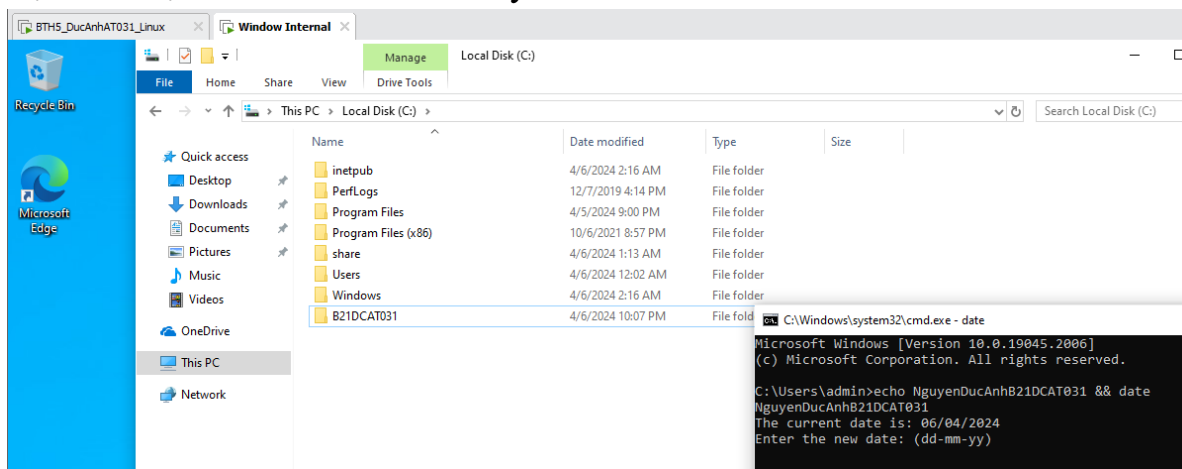 BTH5_DucAnhAT031_Linux
Window Internal
Manage
Local Disk (C:)
File
Home
Share
View
Drive Tools
Recycle Bin
This PC > Local Disk (C:) >
Search Local Disk (C:)
Name
Date modified
Type
Size
Quick access
Desktop
Downloads
Documents
Pictures
Music
Videos
OneDrive
This PC
Network
inetpub 4/6/2024 2:16 AM File folder
PerfLogs 12/7/2019 4:14 PM File folder
Program Files 4/5/2024 9:00 PM File folder
Program Files (x86) 10/6/2021 8:57 PM File folder
share 4/6/2024 1:13 AM File folder
Users 4/6/2024 12:02 AM File folder
Windows 4/6/2024 2:16 AM File folder
B21DCAT031 4/6/2024 10:07 PM File fold
Microsoft
Edge
C:\Windows\system32\cmd.exe - date
Microsoft Windows [Version 10.0.19045.2006]
(c) Microsoft Corporation. All rights reserved.
C:\Users\admin>echo NguyenDucAnhB21DCAT031 && date
NguyenDucAnhB21DCAT031
The current date is: 06/04/2024
Enter the new date: (dd-mm-yy)